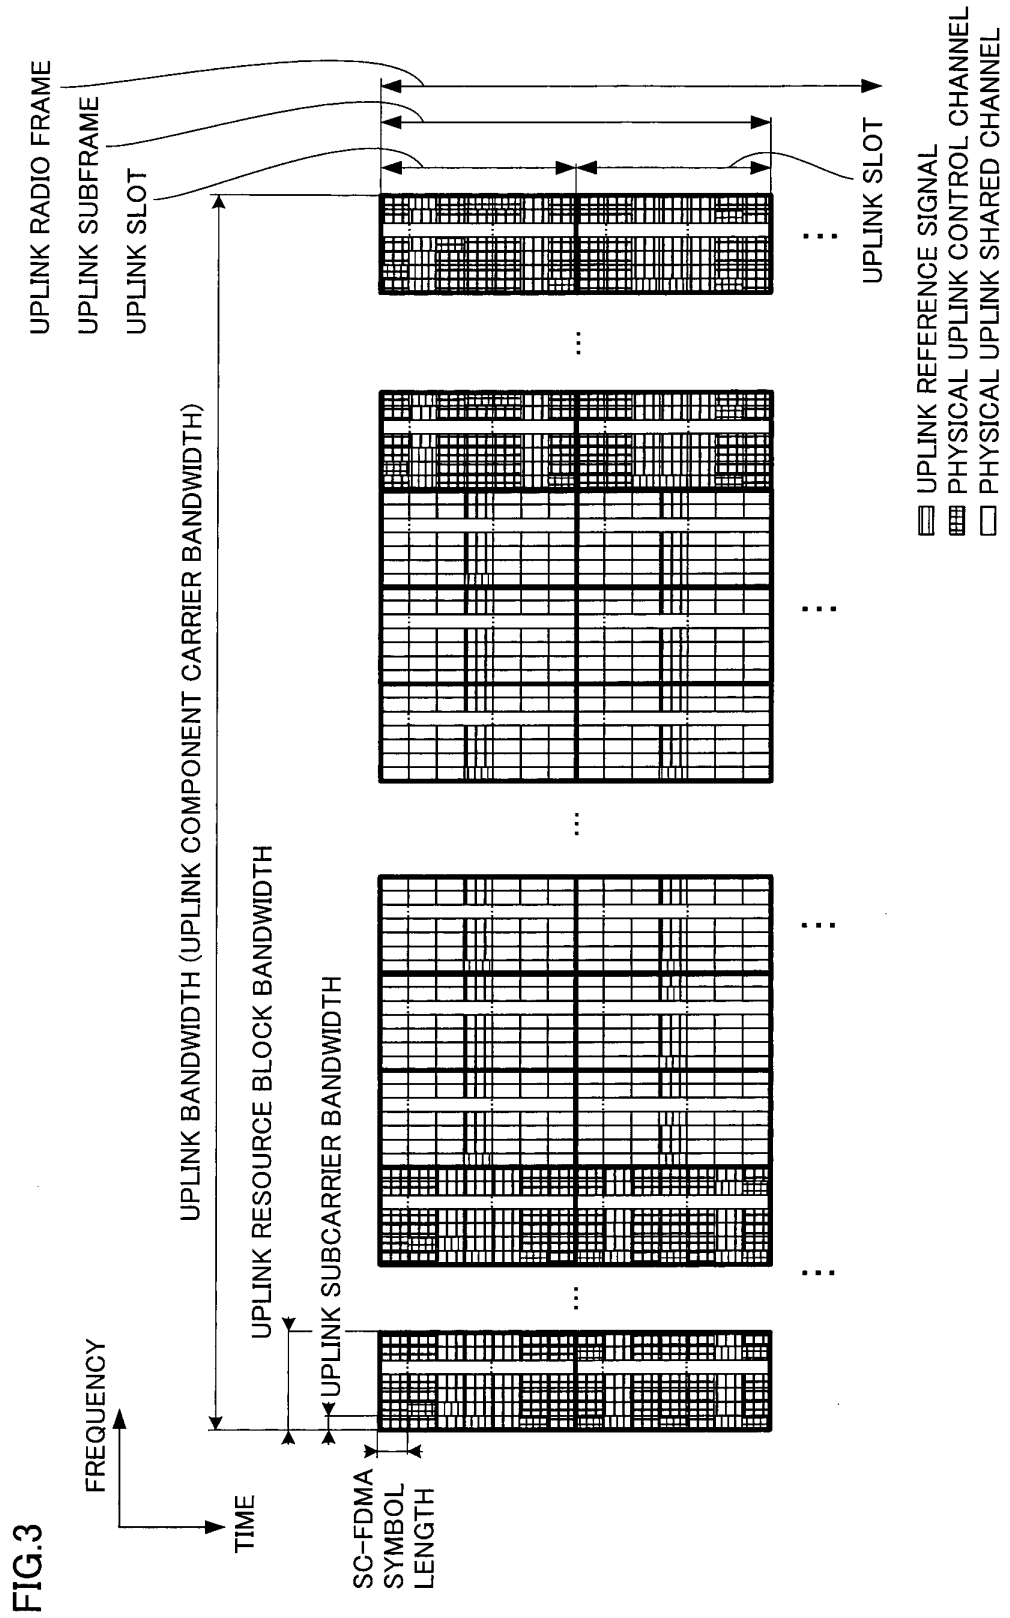 FIG.3
FREQUENCY
TIME
SC-FDMA
SYMBOL
LENGTH
UPLINK BANDWIDTH (UPLINK COMPONENT CARRIER BANDWIDTH)
UPLINK RESOURCE BLOCK BANDWIDTH
UPLINK SUBCARRIER BANDWIDTH
UPLINK RADIO FRAME
UPLINK SUBFRAME
UPLINK SLOT
UPLINK SLOT
UPLINK REFERENCE SIGNAL
PHYSICAL UPLINK CONTROL CHANNEL
PHYSICAL UPLINK SHARED CHANNEL